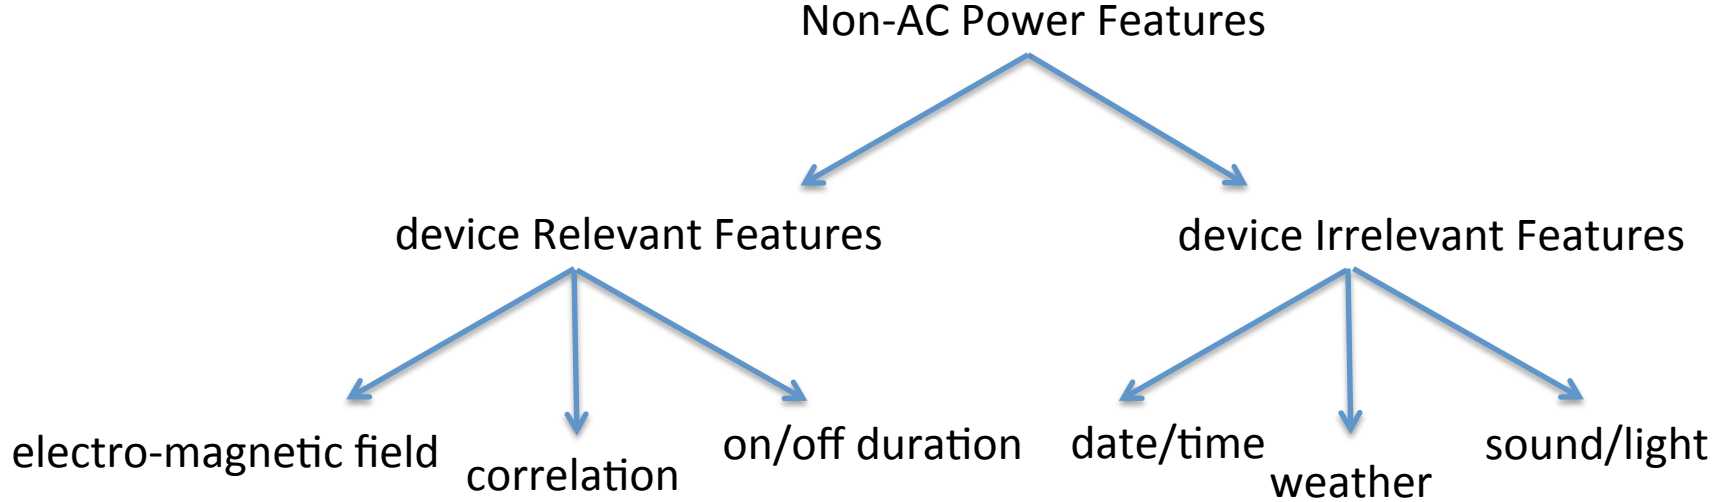 Non-AC Power Features
device Relevant Features
device Irrelevant Features
electro-magnetic field
correlation
on/off duration
date/time
weather
sound/light